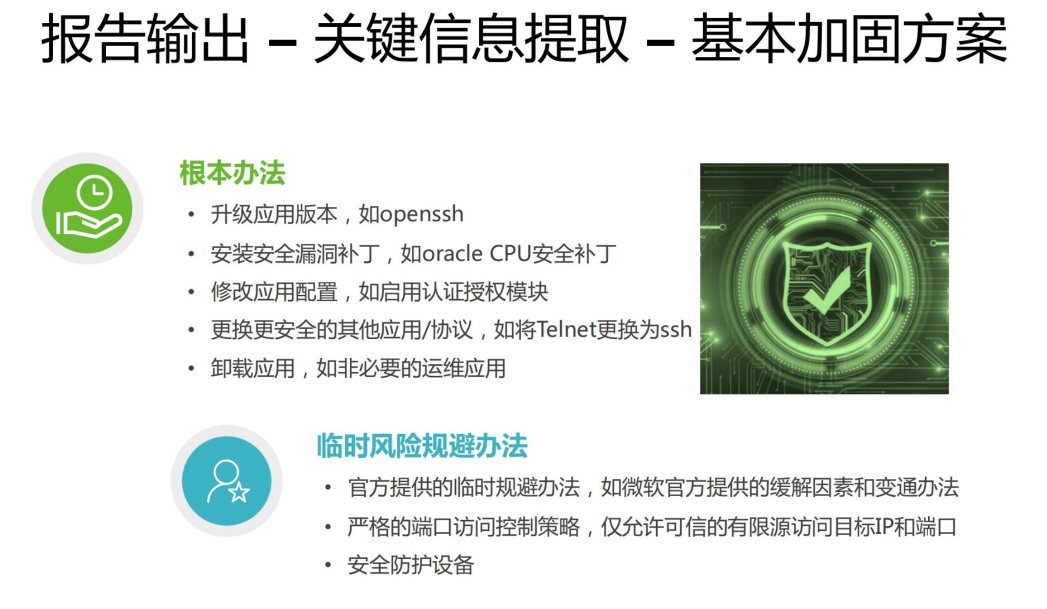 报告输出 – 关键信息提取 – 基本加固方案
根本办法
• 升级应用版本，如openssh
• 安装安全漏洞补丁，如oracle CPU安全补丁
• 修改应用配置，如启用认证授权模块
• 更换更安全的其他应用/协议，如将Telnet更换为ssh
• 卸载应用，如非必要的运维应用
临时风险规避办法
• 官方提供的临时规避办法，如微软官方提供的缓解因素和变通办法
• 严格的端口访问控制策略，仅允许可信的有限源访问目标IP和端口
• 安全防护设备